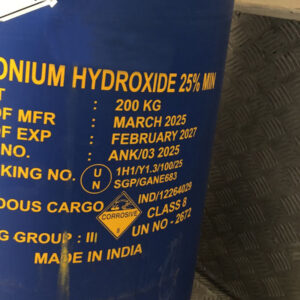 ONIUM HYDROXIDE 25% MIN
T : 200 KG
OF MFR : MARCH 2025
OF EXP : FEBRUARY 2027
NO. : ANK/03 2025
KING NO. : UN 1H1/Y1.3/100/25
SGP/GANE683
DOUS CARGO CORROSIVE 8 IND/12264029
CLASS 8
G GROUP : III UN NO - 2672
MADE IN INDIA